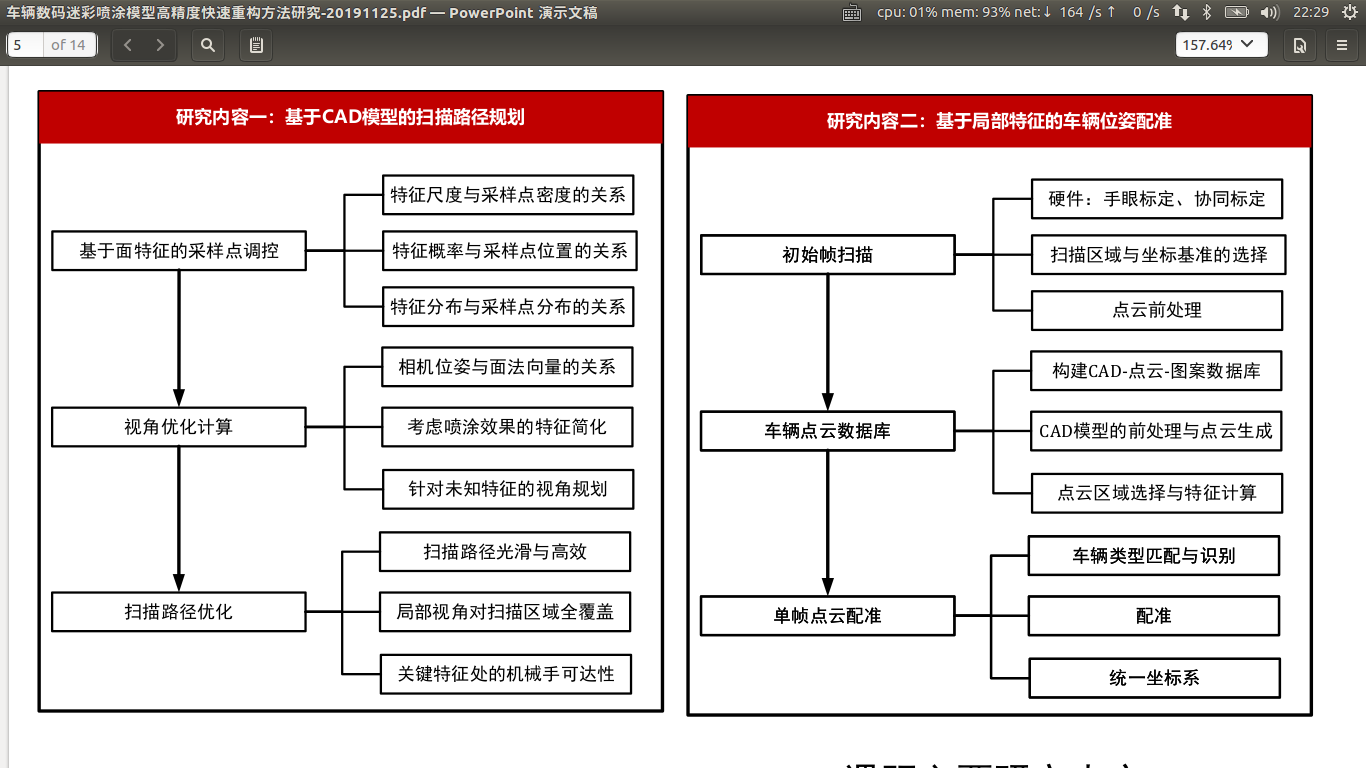 车辆数码迷彩喷涂模型高精度快速重构方法研究-20191125.pdf — PowerPoint 演示文稿
cpu: 01% mem: 93% net:↓ 164 /s ↑ 0 /s 22:29
5 of 14
157.64%
研究内容一：基于CAD模型的扫描路径规划
特征尺度与采样点密度的关系
基于面特征的采样点调控
特征概率与采样点位置的关系
特征分布与采样点分布的关系
相机位姿与面法向量的关系
视角优化计算
考虑喷涂效果的特征简化
针对未知特征的视角规划
扫描路径光滑与高效
扫描路径优化
局部视角对扫描区域全覆盖
关键特征处的机械手可达性
研究内容二：基于局部特征的车辆位姿配准
硬件：手眼标定、协同标定
初始帧扫描
扫描区域与坐标基准的选择
点云前处理
构建CAD-点云-图案数据库
车辆点云数据库
CAD模型的前处理与点云生成
点云区域选择与特征计算
车辆类型匹配与识别
单帧点云配准
配准
统一坐标系